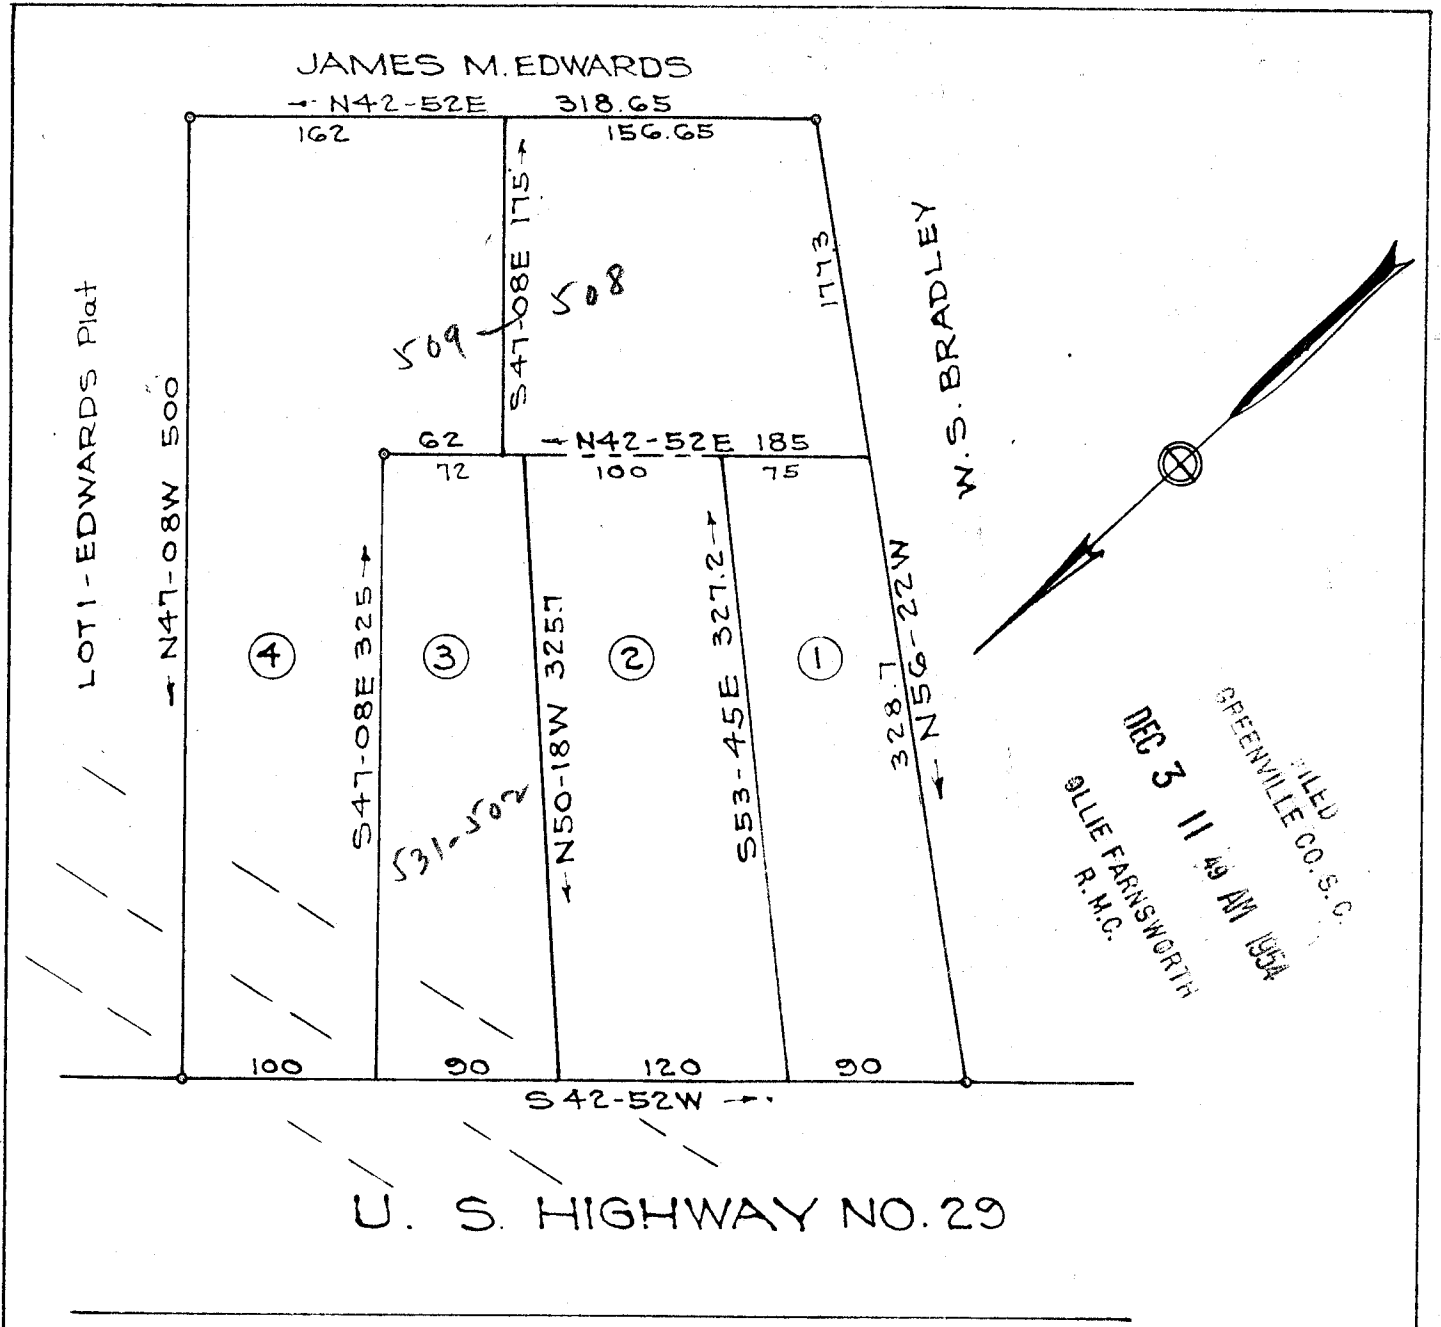 JAMES M. EDWARDS
← N42-52E 318.65
162 156.65
S47-08E 175 →
1773
W. S. BRADLEY
LOT 1 - EDWARDS Plat
← N47-08W 500
509
508
62 ← N42-52E 185
72 100 75
S47-08E 325 →
← N50-18W 325.7
S53-45E 327.2 →
328.7
← N56-22W
4 3 2 1
531-502
FILED
GREENVILLE CO. S. C.
DEC 3 11 49 AM 1954
OLLIE FARNSWORTH
R. M. C.
100 90 120 90
S 42-52W →
U. S. HIGHWAY NO. 29